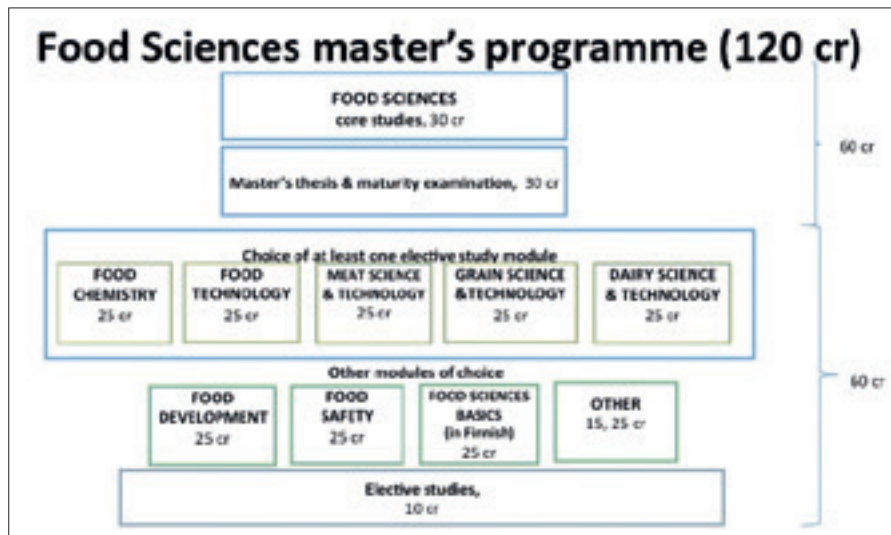 Food Sciences master's programme (120 cr)
FOOD SCIENCES
core studies, 30 cr
60 cr
Master's thesis & maturity examination, 30 cr
Choice of at least one elective study module
FOOD
CHEMISTRY
25 cr
FOOD
TECHNOLOGY
25 cr
MEAT SCIENCE
& TECHNOLOGY
25 cr
GRAIN SCIENCE
&TECHNOLOGY
25 cr
DAIRY SCIENCE
& TECHNOLOGY
25 cr
Other modules of choice
60 cr
FOOD
DEVELOPMENT
25 cr
FOOD
SAFETY
25 cr
FOOD SCIENCES
BASICS
(in Finnish)
25 cr
OTHER
15, 25 cr
Elective studies,
10 cr